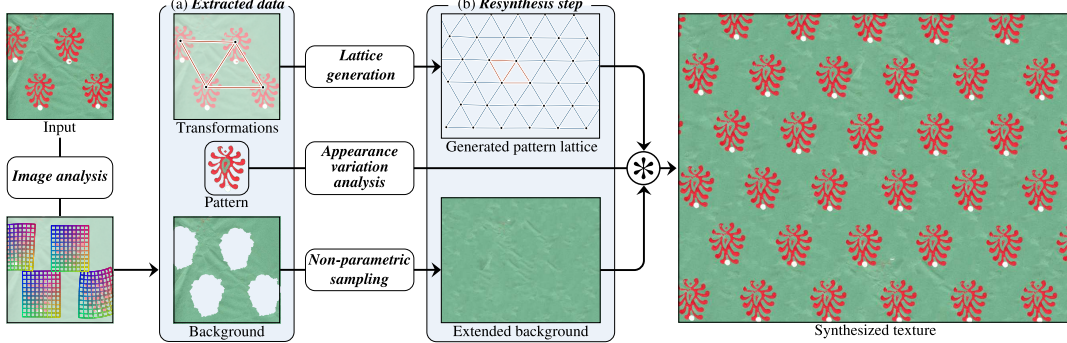 (a) Extracted data
(b) Resynthesis step
Input
Image analysis
Transformations
Pattern
Background
Lattice
generation
Appearance
variation
analysis
Non-parametric
sampling
Generated pattern lattice
Extended background
*
Synthesized texture